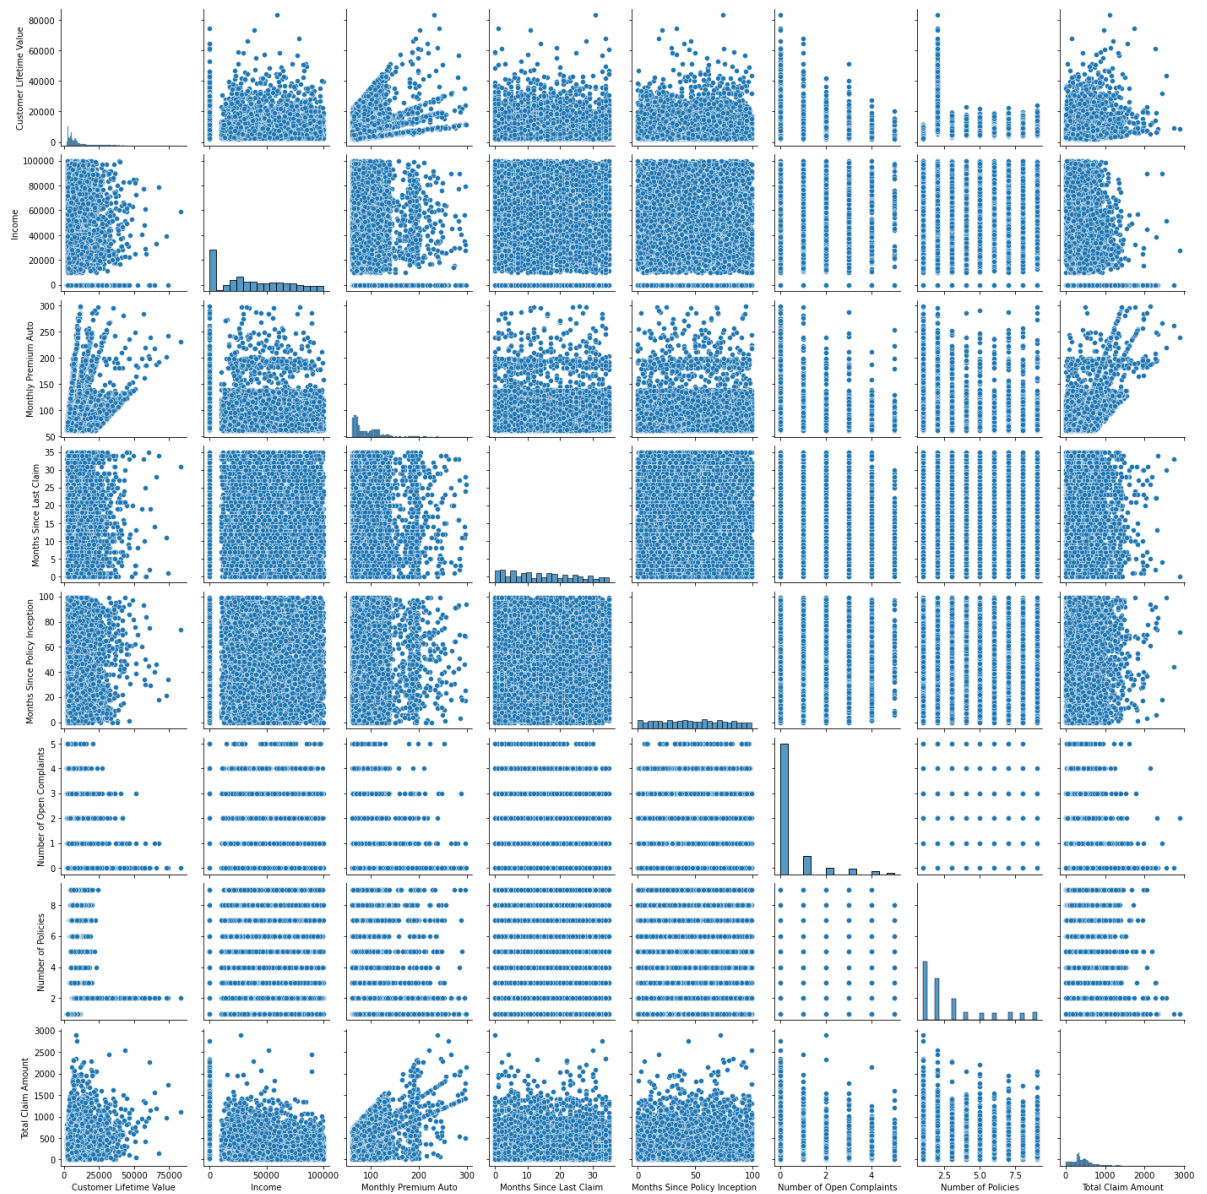 80000
60000
40000
20000
0
Customer Lifetime Value
100000
80000
60000
40000
20000
0
Income
300
250
200
150
100
50
Monthly Premium Auto
35
30
25
20
15
10
5
0
Months Since Last Claim
100
80
60
40
20
0
Months Since Policy Inception
5
4
3
2
1
0
Number of Open Complaints
8
6
4
2
Number of Policies
3000
2500
2000
1500
1000
500
0
Total Claim Amount
0 25000 50000 75000
0 50000 100000
100 200 300
0 10 20 30
0 50 100
0 2 4
2.5 5.0 7.5
0 1000 2000 3000
Customer Lifetime Value
Income
Monthly Premium Auto
Months Since Last Claim
Months Since Policy Inception
Number of Open Complaints
Number of Policies
Total Claim Amount